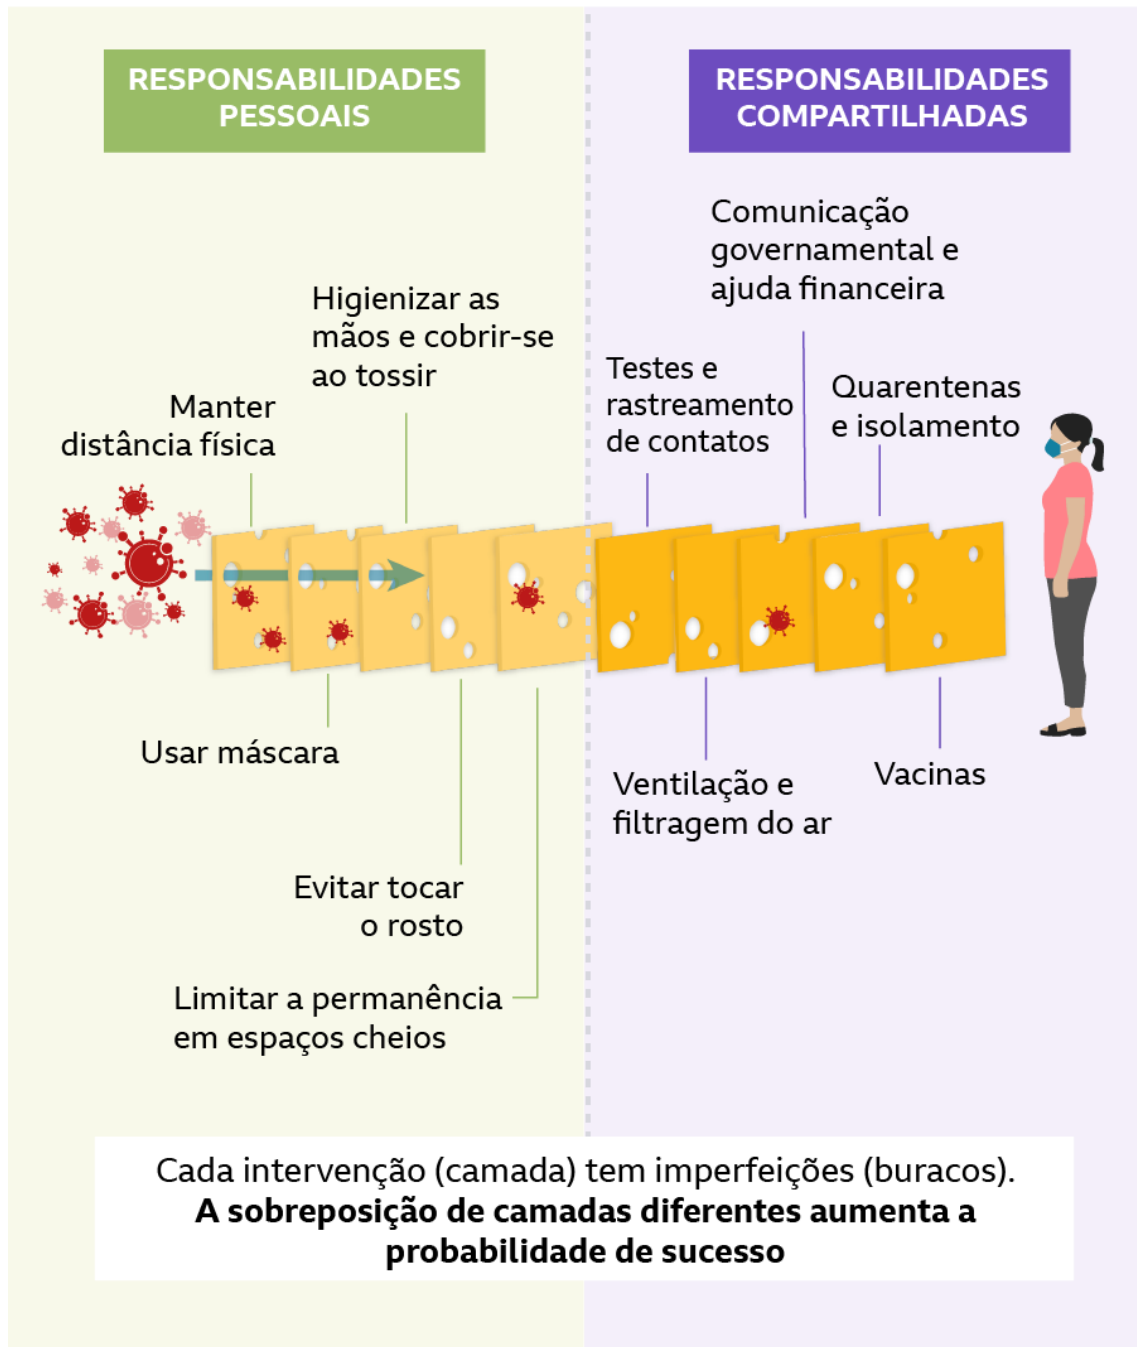 RESPONSABILIDADES
PESSOAIS
Higienizar as
mãos e cobrir-se
ao tossir
Manter
distância física
Usar máscara
Evitar tocar
o rosto
Limitar a permanência
em espaços cheios
RESPONSABILIDADES
COMPARTILHADAS
Comunicação
governamental e
ajuda financeira
Testes e
rastreamento
de contatos
Quarentenas
e isolamento
Ventilação e
filtragem do ar
Vacinas
Cada intervenção (camada) tem imperfeições (buracos).
A sobreposição de camadas diferentes aumenta a
probabilidade de sucesso